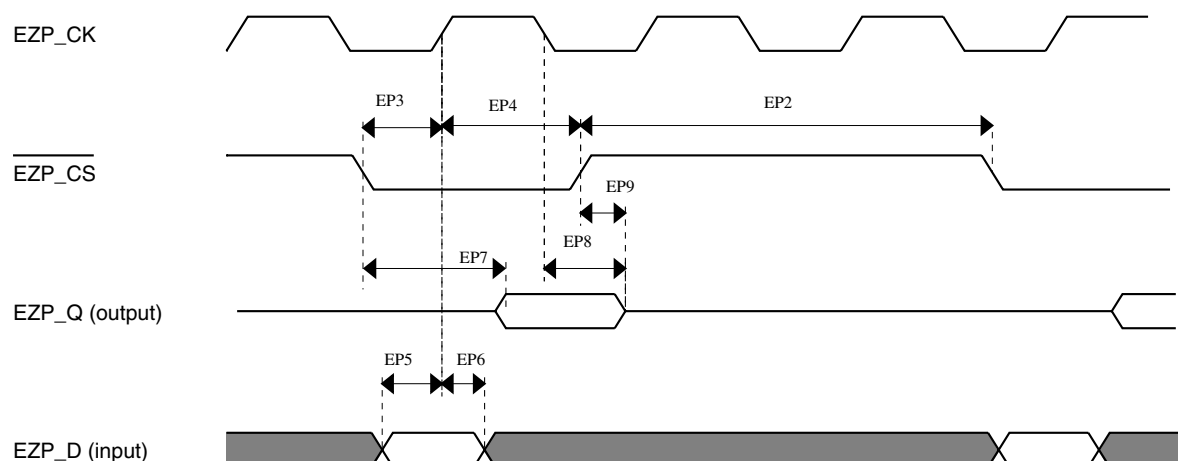 EZP_CK
EP3
EP4
EP2
EZP_CS
EP9
EP8
EP7
EZP_Q (output)
EP5
EP6
EZP_D (input)